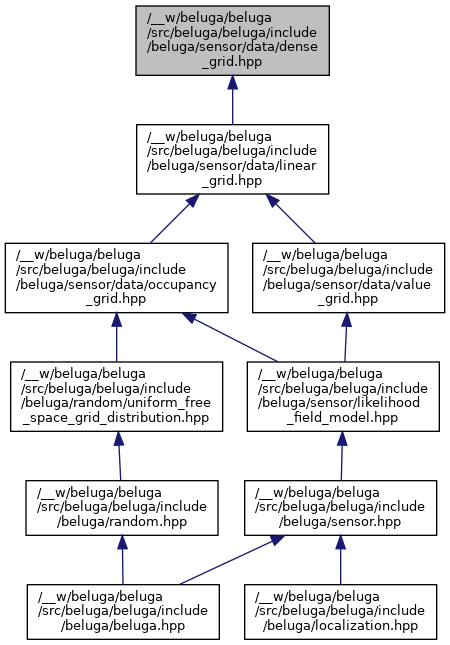 /__w/beluga/beluga
/src/beluga/beluga/include
/beluga/sensor/data/dense
_grid.hpp
/__w/beluga/beluga
/src/beluga/beluga/include
/beluga/sensor/data/linear
_grid.hpp
/__w/beluga/beluga
/src/beluga/beluga/include
/beluga/sensor/data/occupancy
_grid.hpp
/__w/beluga/beluga
/src/beluga/beluga/include
/beluga/sensor/data/value
_grid.hpp
/__w/beluga/beluga
/src/beluga/beluga/include
/beluga/random/uniform_free
_space_grid_distribution.hpp
/__w/beluga/beluga
/src/beluga/beluga/include
/beluga/sensor/likelihood
_field_model.hpp
/__w/beluga/beluga
/src/beluga/beluga/include
/beluga/random.hpp
/__w/beluga/beluga
/src/beluga/beluga/include
/beluga/sensor.hpp
/__w/beluga/beluga
/src/beluga/beluga/include
/beluga/beluga.hpp
/__w/beluga/beluga
/src/beluga/beluga/include
/beluga/localization.hpp